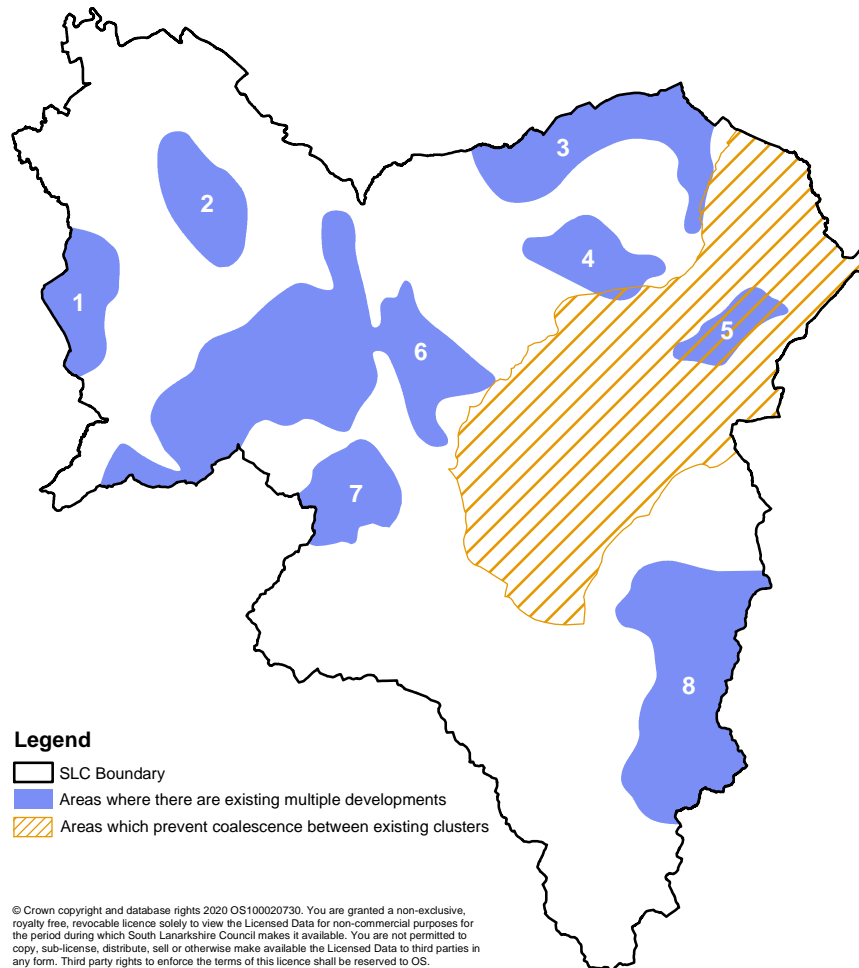 3
2
4
1
5
6
7
8
Legend
SLC Boundary
Areas where there are existing multiple developments
Areas which prevent coalescence between existing clusters
© Crown copyright and database rights 2020 OS100020730. You are granted a non-exclusive,
royalty free, revocable licence solely to view the Licensed Data for non-commercial purposes for
the period during which South Lanarkshire Council makes it available. You are not permitted to
copy, sub-license, distribute, sell or otherwise make available the Licensed Data to third parties in
any form. Third party rights to enforce the terms of this licence shall be reserved to OS.